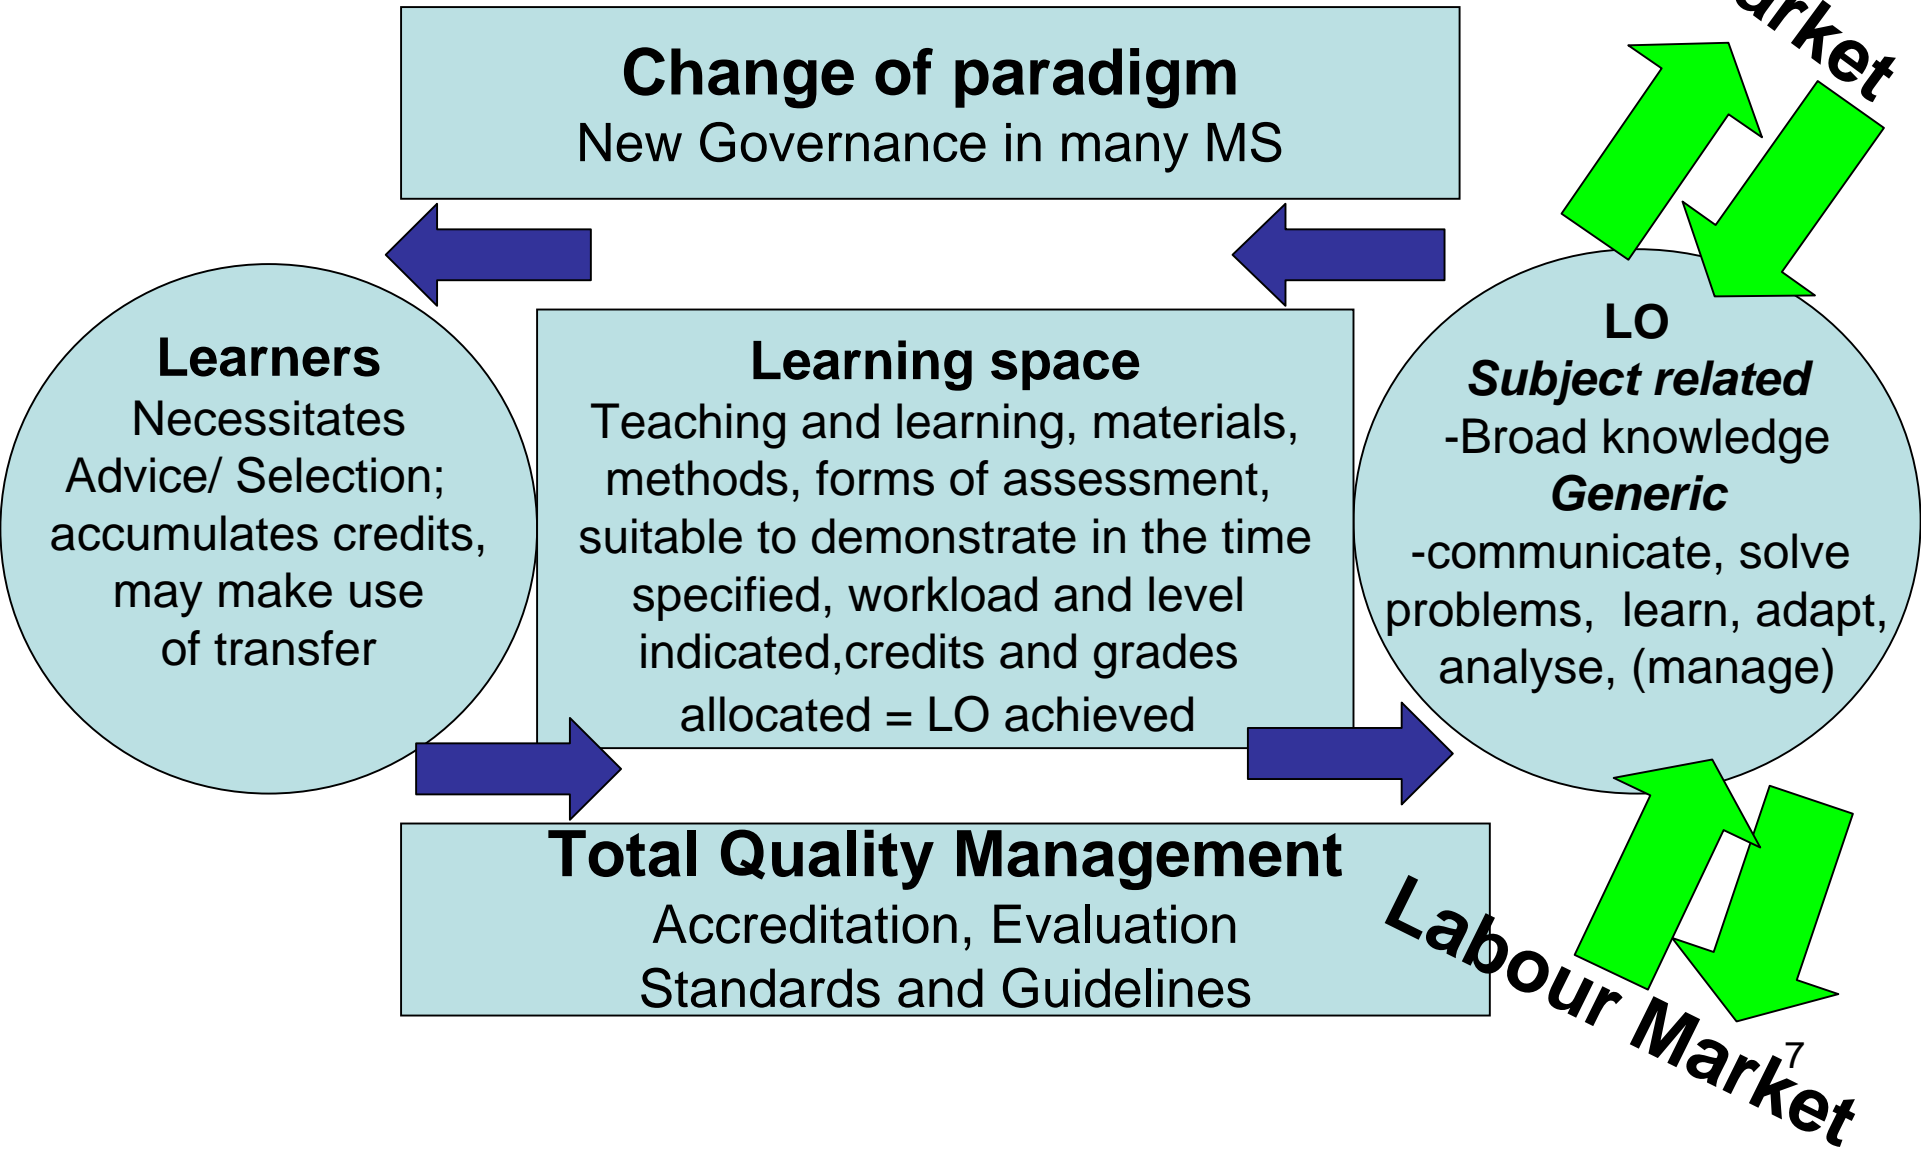 Change of paradigm
New Governance in many MS
Learners
Necessitates
Advice/ Selection;
accumulates credits,
may make use
of transfer
Learning space
Teaching and learning, materials,
methods, forms of assessment,
suitable to demonstrate in the time
specified, workload and level
indicated,credits and grades
allocated = LO achieved
LO
Subject related
-Broad knowledge
Generic
-communicate, solve
problems, learn, adapt,
analyse, (manage)
Total Quality Management
Accreditation, Evaluation
Standards and Guidelines
Labour Market
7